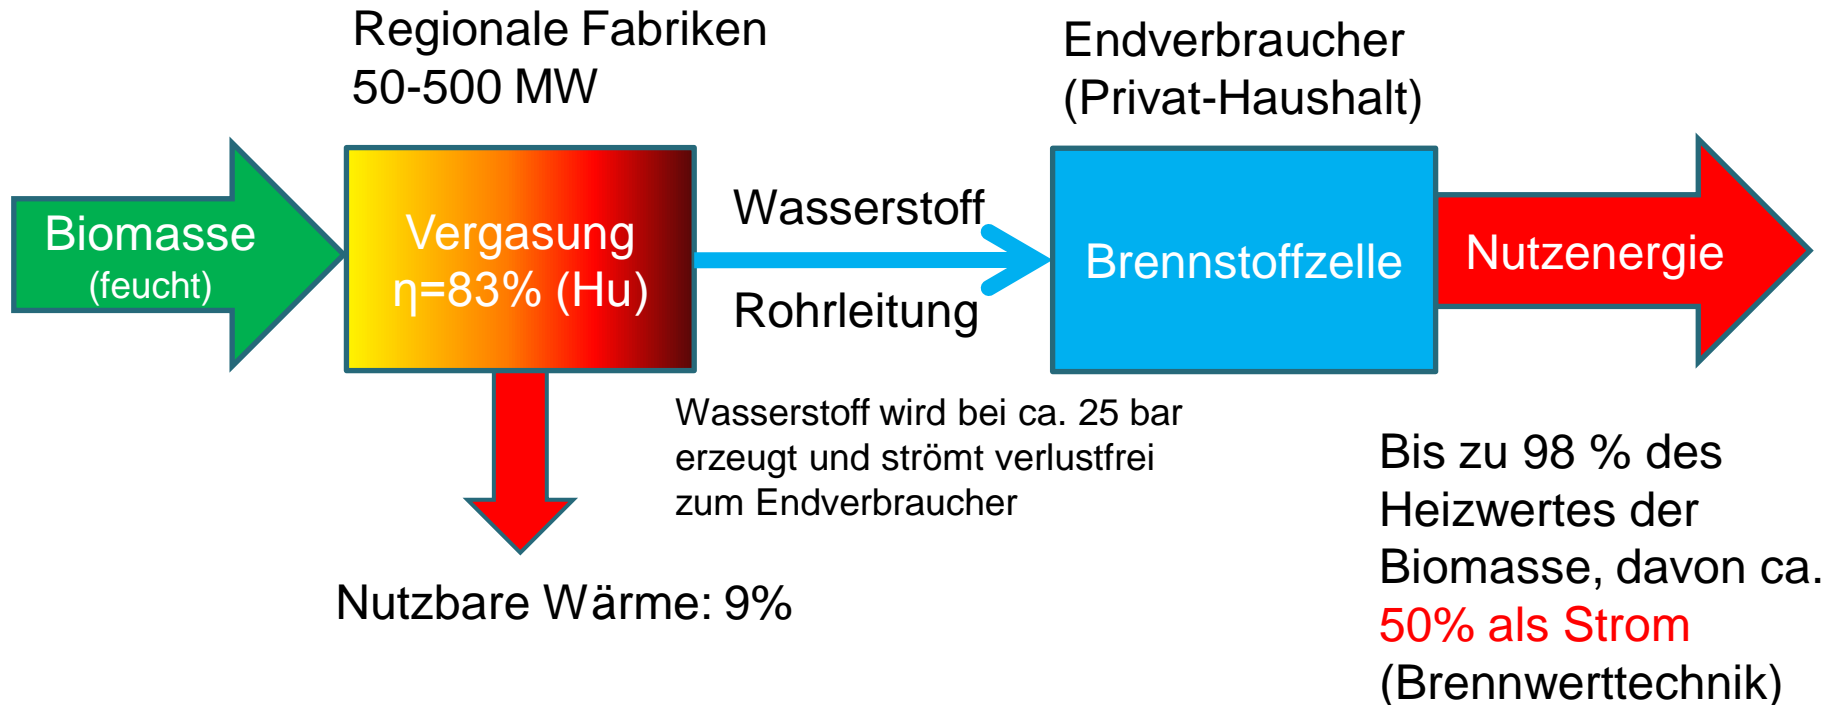 Regionale Fabriken
50-500 MW
Endverbraucher
(Privat-Haushalt)
Biomasse
(feucht)
Vergasung
η=83% (Hu)
Wasserstoff
Rohrleitung
Brennstoffzelle
Nutzenergie
Wasserstoff wird bei ca. 25 bar
erzeugt und strömt verlustfrei
zum Endverbraucher
Nutzbare Wärme: 9%
Bis zu 98 % des
Heizwertes der
Biomasse, davon ca.
50% als Strom
(Brennwerttechnik)